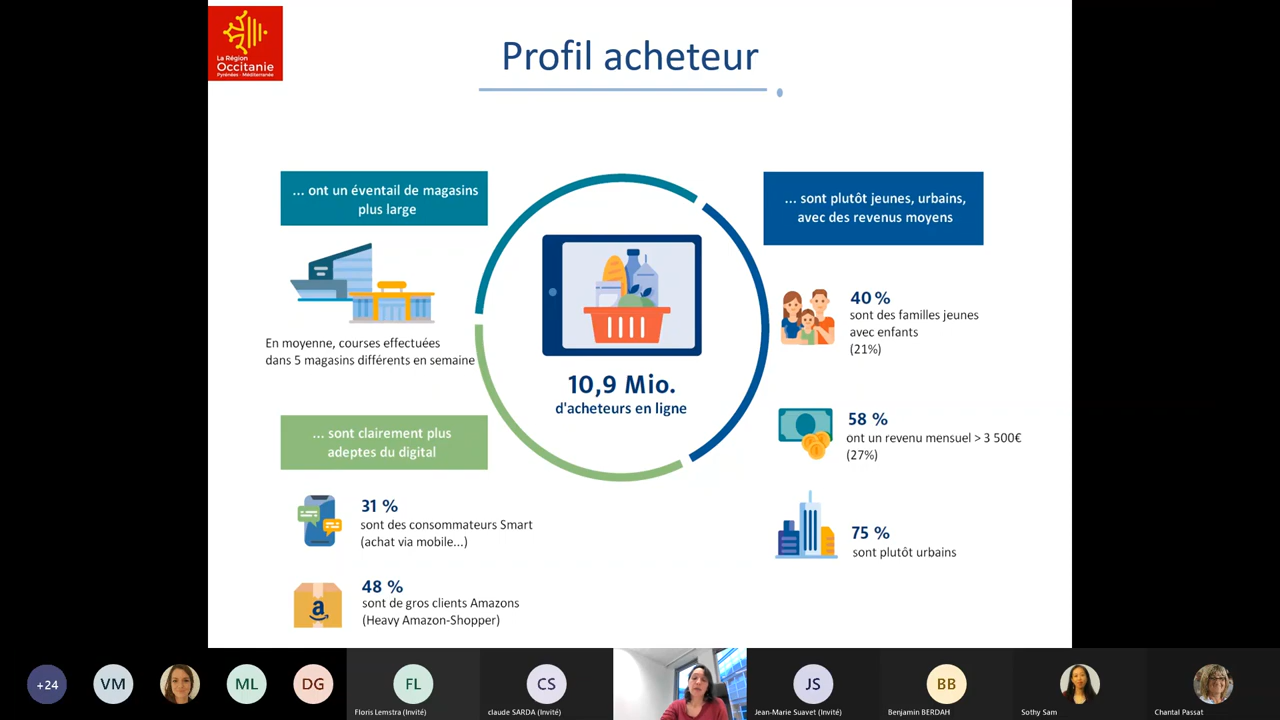 La Région
Occitanie
Pyrénées - Méditerranée
Profil acheteur
... ont un éventail de magasins
plus large
En moyenne, courses effectuées
dans 5 magasins différents en semaine
... sont clairement plus
adeptes du digital
31 %
sont des consommateurs Smart
(achat via mobile...)
48 %
sont de gros clients Amazons
(Heavy Amazon-Shopper)
a
10,9 Mio.
d'acheteurs en ligne
... sont plutôt jeunes, urbains,
avec des revenus moyens
40 %
sont des familles jeunes
avec enfants
(21%)
58 %
ont un revenu mensuel > 3 500€
(27%)
75 %
sont plutôt urbains
+24
VM
ML
DG
FL
Floris Lemstra (Invité)
CS
claude SARDA (Invité)
JS
Jean-Marie Suavet (Invité)
BB
Benjamin BERDAH
Sothy Sam
Chantal Passat